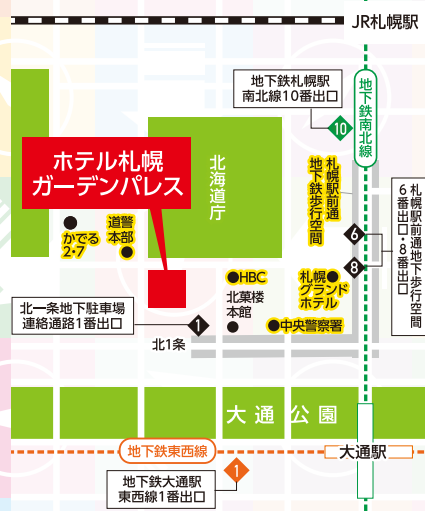 JR札幌駅
地下鉄札幌駅
南北線10番出口
10
地下鉄南北線
ホテル札幌
ガーデンパレス
北海道庁
札幌駅前通
地下鉄歩行空間
かでる
2・7
道警
本部
6
8
札幌駅前通地下歩行空間
6番出口・8番出口
HBC
北菓楼
本館
札幌
グランド
ホテル
中央警察署
北一条地下駐車場
連絡通路1番出口
1
北1条
大通公園
地下鉄東西線
大通駅
地下鉄大通駅
東西線1番出口
1